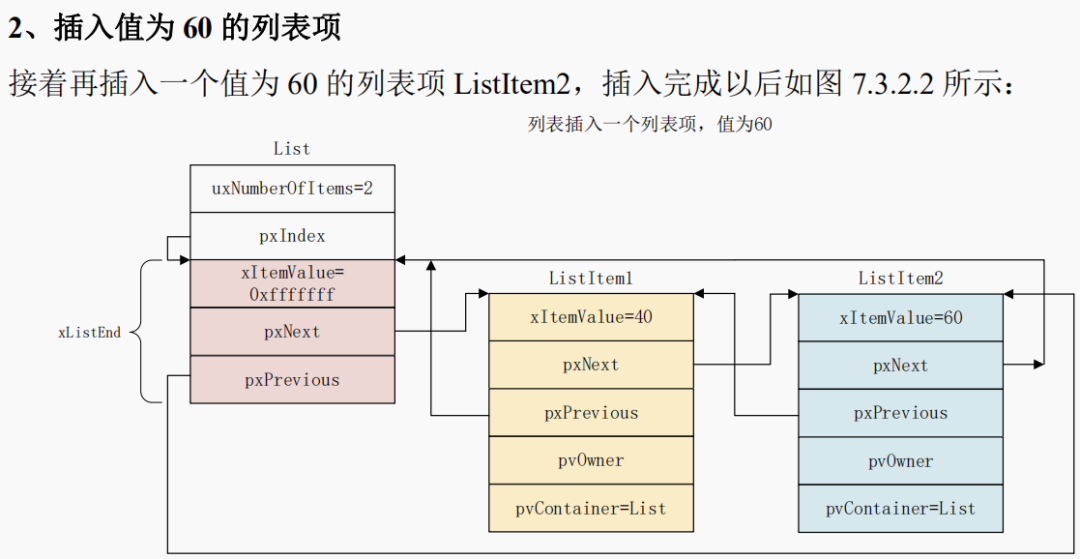 2、插入值为 60 的列表项
接着再插入一个值为 60 的列表项 ListItem2，插入完成以后如图 7.3.2.2 所示：
列表插入一个列表项，值为60
List
uxNumberOfItems=2
pxIndex
xItemValue=
0xfffffff
pxNext
pxPrevious
xListEnd
ListItem1
xItemValue=40
pxNext
pxPrevious
pvOwner
pvContainer=List
ListItem2
xItemValue=60
pxNext
pxPrevious
pvOwner
pvContainer=List